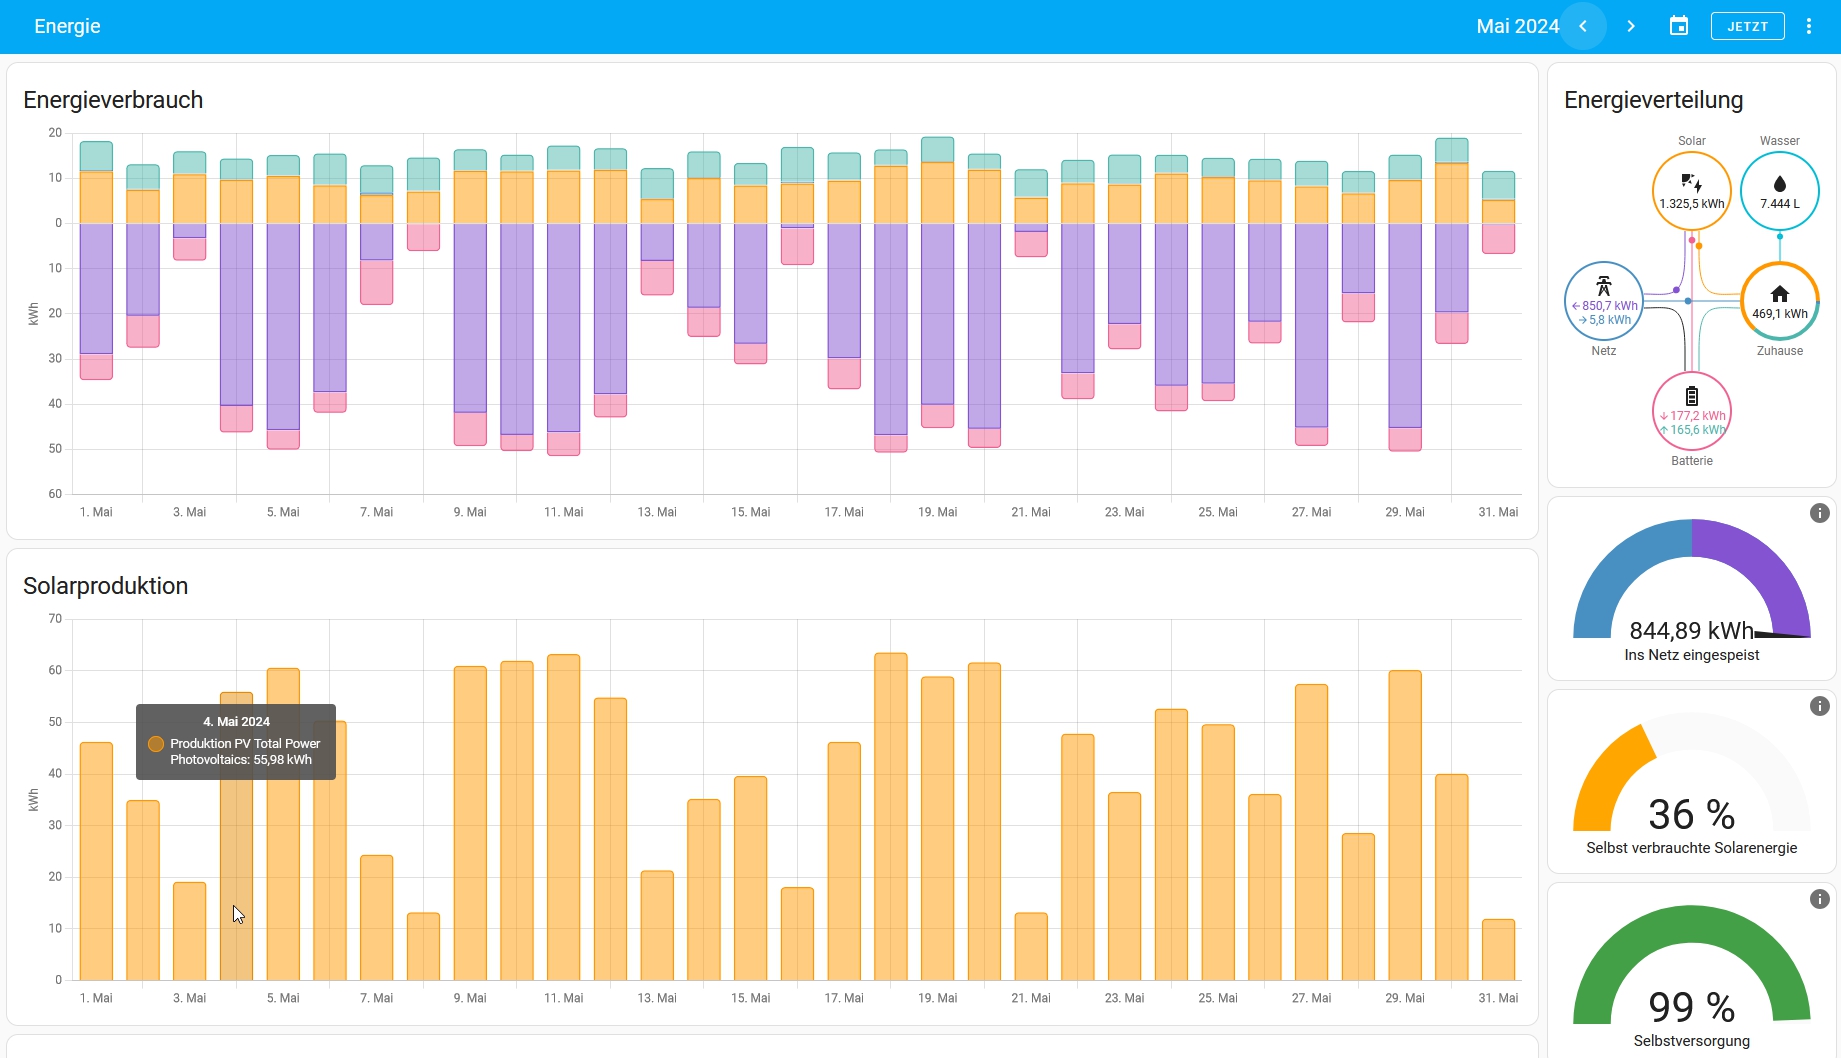 Energie
Mai 2024
JETZT
Energieverbrauch
20
10
0
10
20
30
40
50
60
kWh
1. Mai 3. Mai 5. Mai 7. Mai 9. Mai 11. Mai 13. Mai 15. Mai 17. Mai 19. Mai 21. Mai 23. Mai 25. Mai 27. Mai 29. Mai 31. Mai
Solarproduktion
70
60
50
40
30
20
10
0
kWh
4. Mai 2024
Produktion PV Total Power
Photovoltaics: 55,98 kWh
1. Mai 3. Mai 5. Mai 7. Mai 9. Mai 11. Mai 13. Mai 15. Mai 17. Mai 19. Mai 21. Mai 23. Mai 25. Mai 27. Mai 29. Mai 31. Mai
Energieverteilung
Solar Wasser
1.325,5 kWh 7.444 L
←850,7 kWh
→5,8 kWh
469,1 kWh
Netz Zuhause
↓177,2 kWh
↑165,6 kWh
Batterie
844,89 kWh
Ins Netz eingespeist
36 %
Selbst verbrauchte Solarenergie
99 %
Selbstversorgung